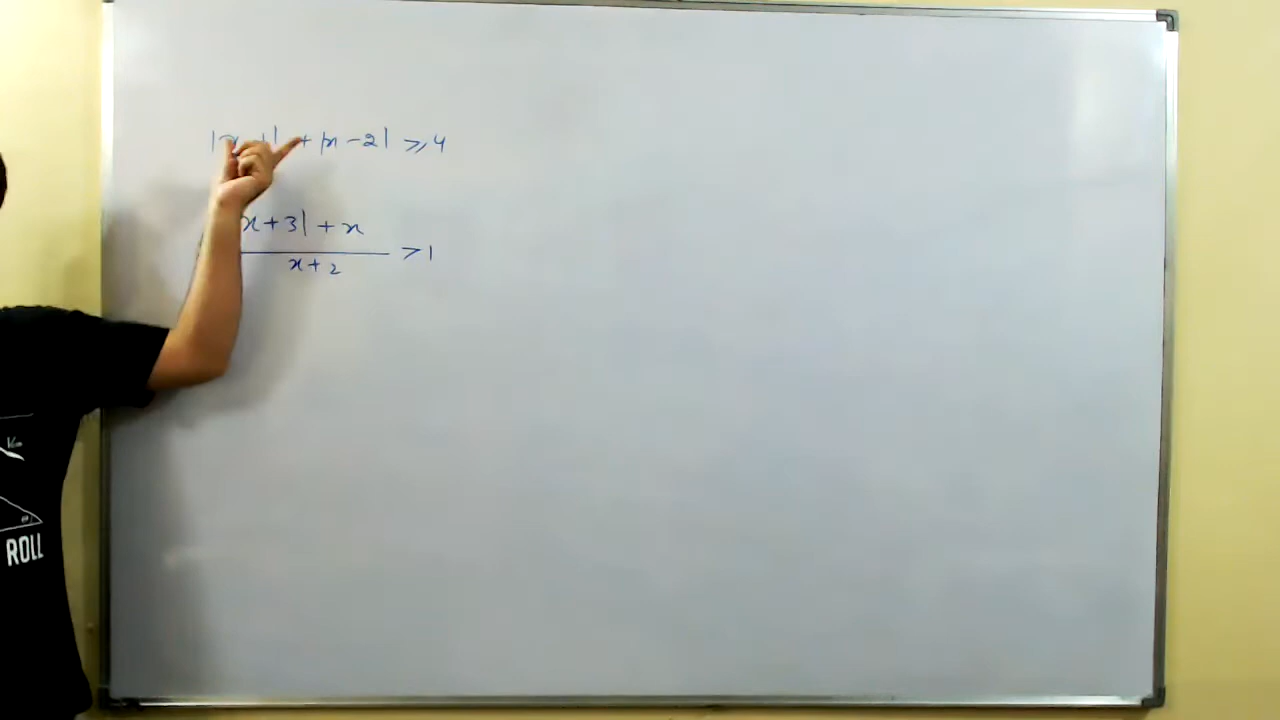 |x - 1| + |x - 2| ≥ 4
x + 3| + x
> 1
x + 2
ROLL